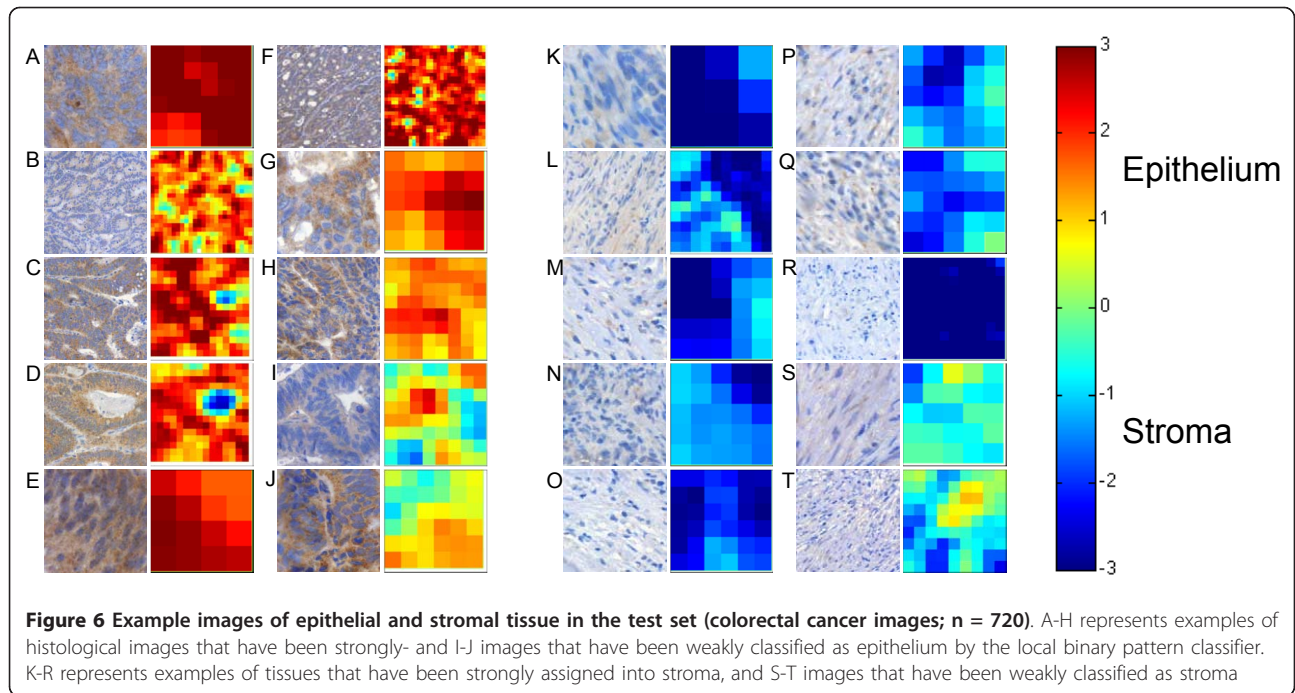 A
F
K
P
3
B
G
L
Q
2
Epithelium
C
H
M
R
1
0
D
I
N
S
-1
Stroma
E
J
O
T
-2
-3
Figure 6 Example images of epithelial and stromal tissue in the test set (colorectal cancer images; n = 720). A-H represents examples of
histological images that have been strongly- and I-J images that have been weakly classified as epithelium by the local binary pattern classifier.
K-R represents examples of tissues that have been strongly assigned into stroma, and S-T images that have been weakly classified as stroma